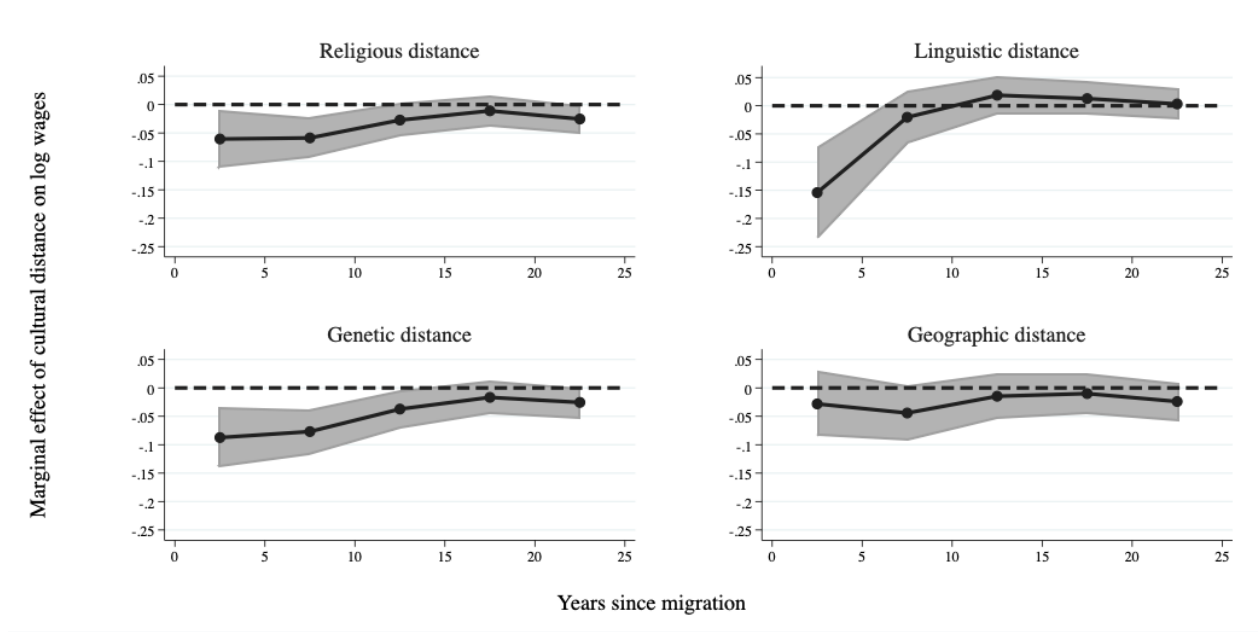 Marginal effect of cultural distance on log wages
Religious distance
.05
0
-.05
-.1
-.15
-.2
-.25
0 5 10 15 20 25
Linguistic distance
.05
0
-.05
-.1
-.15
-.2
-.25
0 5 10 15 20 25
Genetic distance
.05
0
-.05
-.1
-.15
-.2
-.25
0 5 10 15 20 25
Geographic distance
.05
0
-.05
-.1
-.15
-.2
-.25
0 5 10 15 20 25
Years since migration